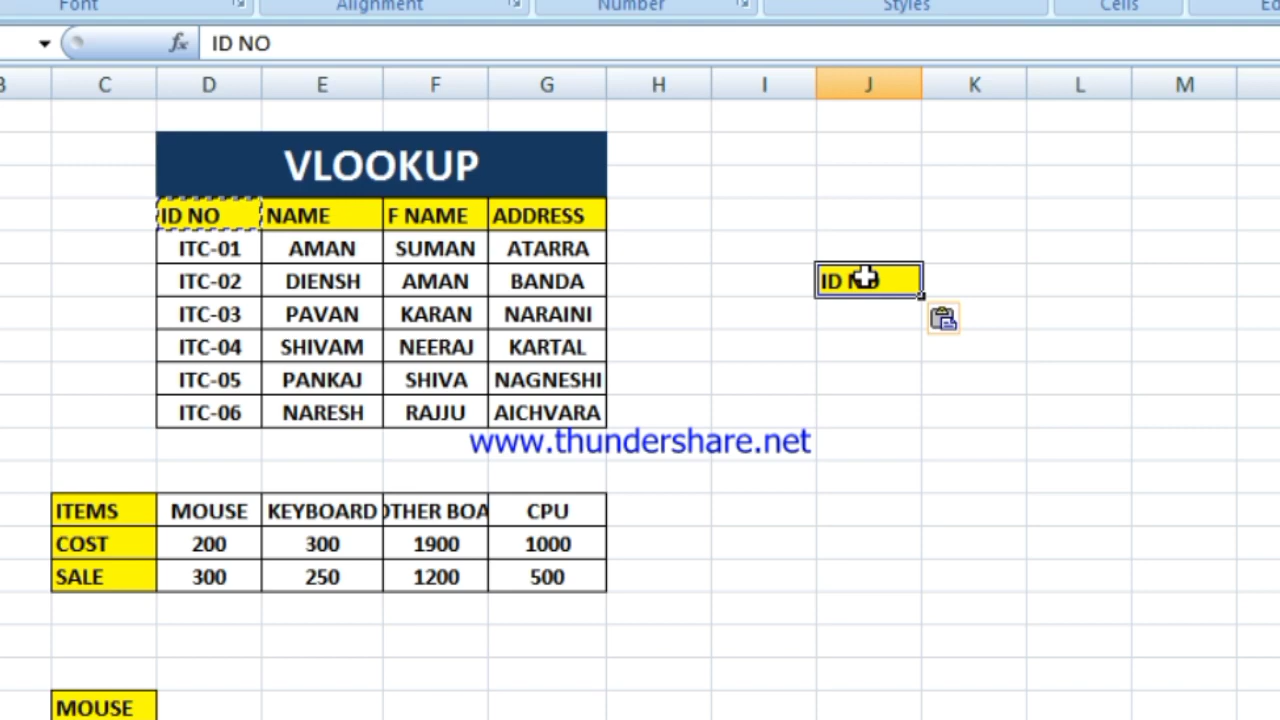 Font Alignment Number Styles Cells Ed
fx ID NO
B C D E F G H I J K L M
VLOOKUP
ID NO NAME F NAME ADDRESS
ITC-01 AMAN SUMAN ATARRA
ITC-02 DIENSH AMAN BANDA ID NO
ITC-03 PAVAN KARAN NARAINI
ITC-04 SHIVAM NEERAJ KARTAL
ITC-05 PANKAJ SHIVA NAGNESHI
ITC-06 NARESH RAJJU AICHVARA
www.thundershare.net
ITEMS MOUSE KEYBOARD OTHER BOA CPU
COST 200 300 1900 1000
SALE 300 250 1200 500
MOUSE